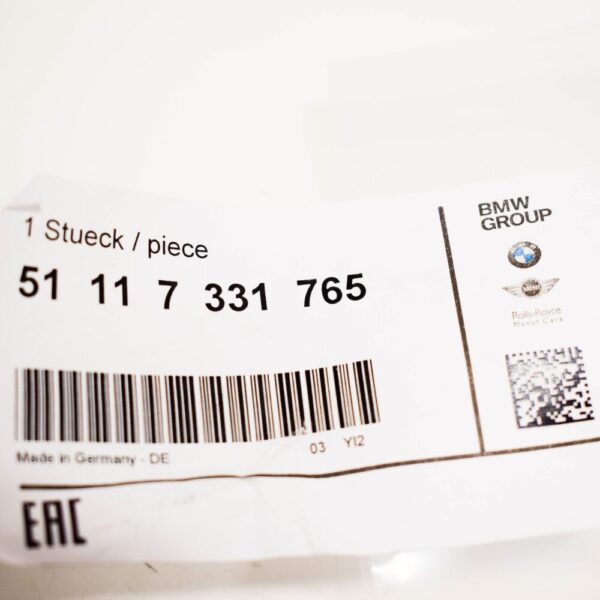 1 Stueck / piece
51 11 7 331 765
03 Y12
Made in Germany - DE
EAC
BMW
GROUP
MINI
Rolls-Royce
Motor Cars